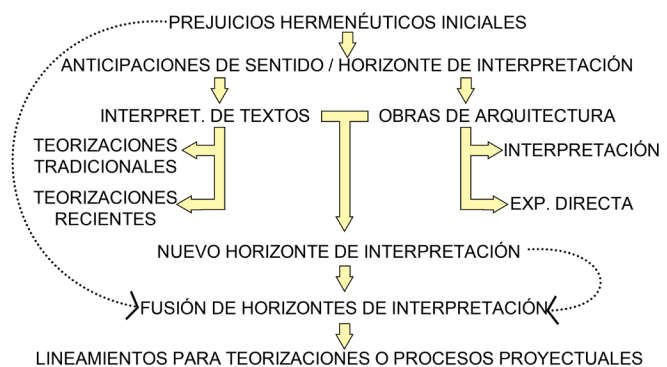 PREJUICIOS HERMENÉUTICOS INICIALES
ANTICIPACIONES DE SENTIDO / HORIZONTE DE INTERPRETACIÓN
INTERPRET. DE TEXTOS
OBRAS DE ARQUITECTURA
TEORIZACIONES
TRADICIONALES
INTERPRETACIÓN
TEORIZACIONES
RECIENTES
EXP. DIRECTA
NUEVO HORIZONTE DE INTERPRETACIÓN
FUSIÓN DE HORIZONTES DE INTERPRETACIÓN
LINEAMIENTOS PARA TEORIZACIONES O PROCESOS PROYECTUALES